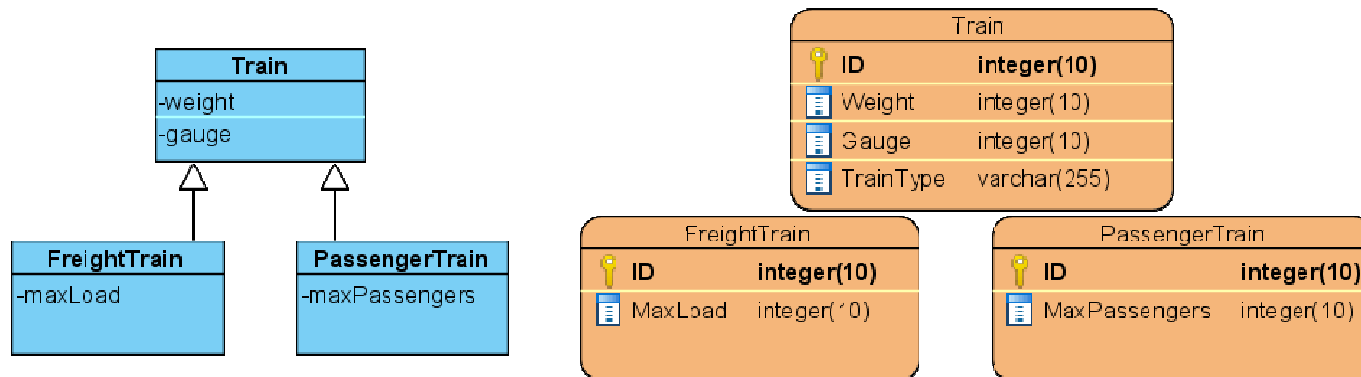 Train
-weight
-gauge
FreightTrain
-maxLoad
PassengerTrain
-maxPassengers
Train
ID integer(10)
Weight integer(10)
Gauge integer(10)
TrainType varchar(255)
FreightTrain
ID integer(10)
MaxLoad integer(10)
PassengerTrain
ID integer(10)
MaxPassengers integer(10)